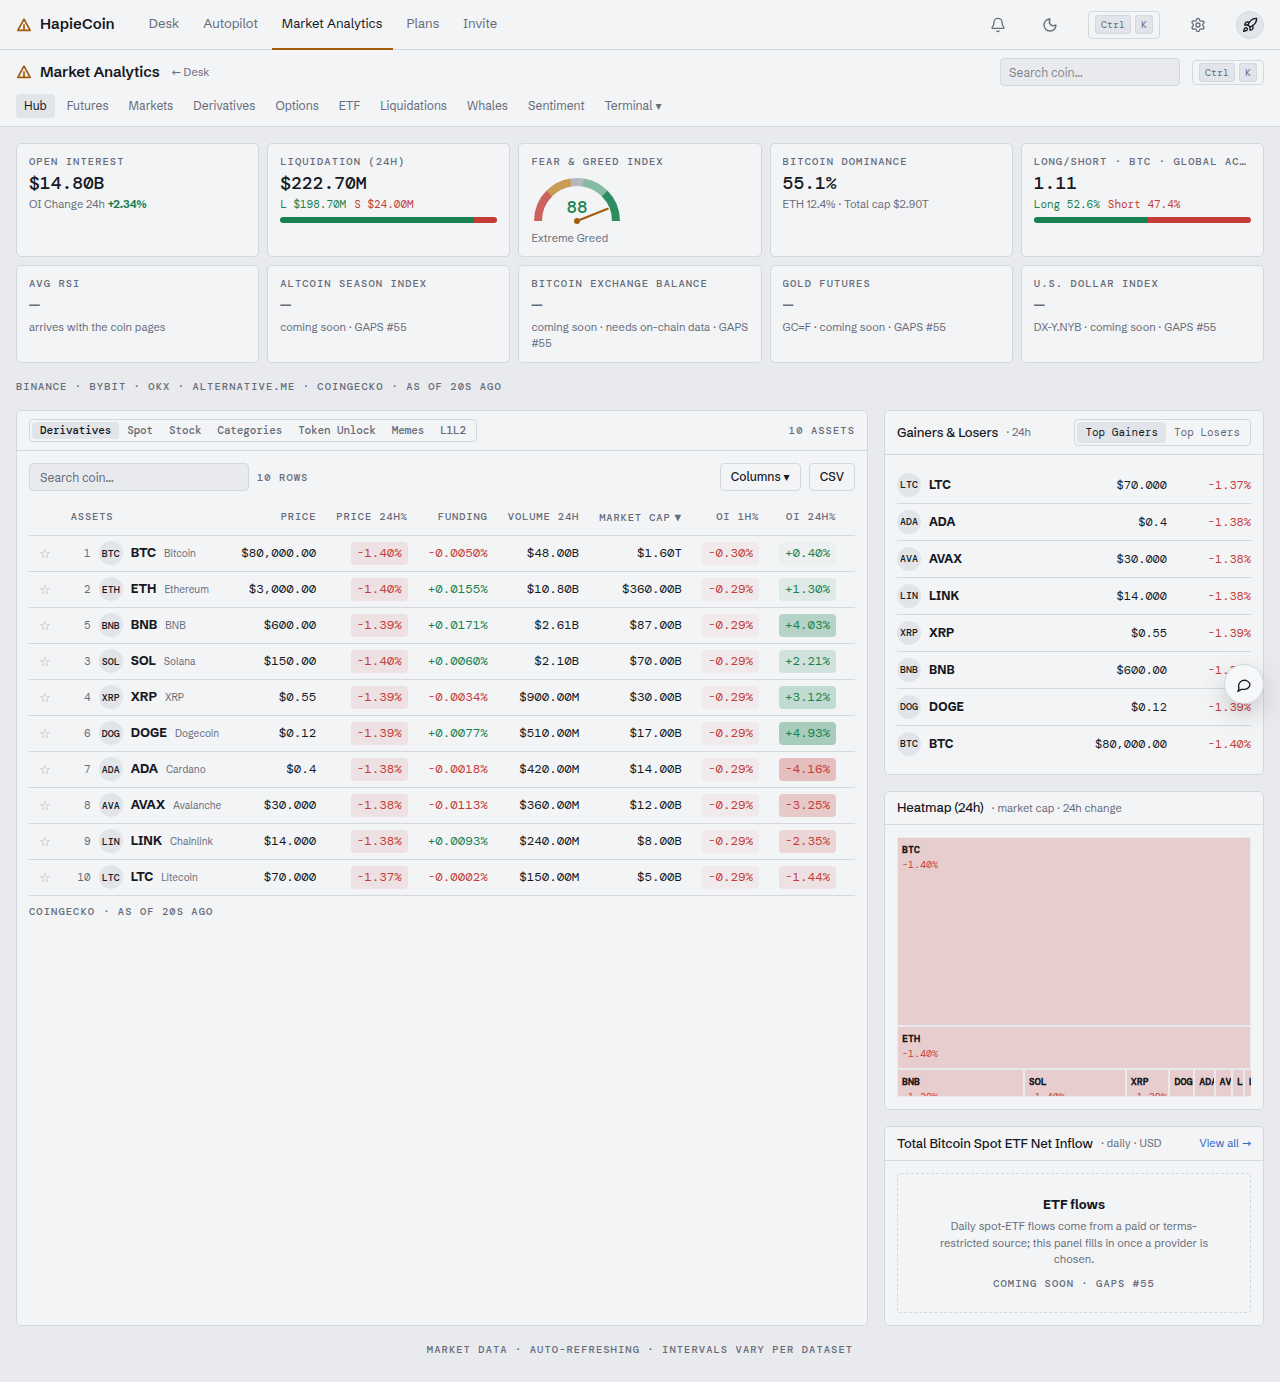 HapieCoin Desk Autopilot Market Analytics Plans Invite Ctrl K
Market Analytics ← Desk Search coin... Ctrl K
Hub Futures Markets Derivatives Options ETF Liquidations Whales Sentiment Terminal ▾
OPEN INTEREST
$14.80B
OI Change 24h +2.34%
LIQUIDATION (24H)
$222.70M
L $198.70M S $24.00M
FEAR & GREED INDEX
88
Extreme Greed
BITCOIN DOMINANCE
55.1%
ETH 12.4% · Total cap $2.90T
LONG/SHORT · BTC · GLOBAL AC…
1.11
Long 52.6% Short 47.4%
AVG RSI
—
arrives with the coin pages
ALTCOIN SEASON INDEX
—
coming soon · GAPS #55
BITCOIN EXCHANGE BALANCE
—
coming soon · needs on-chain data · GAPS
#55
GOLD FUTURES
—
GC=F · coming soon · GAPS #55
U.S. DOLLAR INDEX
—
DX-Y.NYB · coming soon · GAPS #55
BINANCE · BYBIT · OKX · ALTERNATIVE.ME · COINGECKO · AS OF 20S AGO
Derivatives Spot Stock Categories Token Unlock Memes L1L2 10 ASSETS
Search coin... 10 ROWS Columns ▾ CSV
ASSETS PRICE PRICE 24H% FUNDING VOLUME 24H MARKET CAP ▼ OI 1H% OI 24H%
☆ 1 BTC BTC Bitcoin $80,000.00 -1.40% -0.0050% $48.00B $1.60T -0.30% +0.40%
☆ 2 ETH ETH Ethereum $3,000.00 -1.40% +0.0155% $10.80B $360.00B -0.29% +1.30%
☆ 5 BNB BNB BNB $600.00 -1.39% +0.0171% $2.61B $87.00B -0.29% +4.03%
☆ 3 SOL SOL Solana $150.00 -1.40% +0.0060% $2.10B $70.00B -0.29% +2.21%
☆ 4 XRP XRP XRP $0.55 -1.39% -0.0034% $900.00M $30.00B -0.29% +3.12%
☆ 6 DOG DOGE Dogecoin $0.12 -1.39% +0.0077% $510.00M $17.00B -0.29% +4.93%
☆ 7 ADA ADA Cardano $0.4 -1.38% -0.0018% $420.00M $14.00B -0.29% -4.16%
☆ 8 AVA AVAX Avalanche $30.000 -1.38% -0.0113% $360.00M $12.00B -0.29% -3.25%
☆ 9 LIN LINK Chainlink $14.000 -1.38% +0.0093% $240.00M $8.00B -0.29% -2.35%
☆ 10 LTC LTC Litecoin $70.000 -1.37% -0.0002% $150.00M $5.00B -0.29% -1.44%
COINGECKO · AS OF 20S AGO
Gainers & Losers · 24h Top Gainers Top Losers
LTC LTC $70.000 -1.37%
ADA ADA $0.4 -1.38%
AVA AVAX $30.000 -1.38%
LIN LINK $14.000 -1.38%
XRP XRP $0.55 -1.39%
BNB BNB $600.00
DOG DOGE $0.12 -1.39%
BTC BTC $80,000.00 -1.40%
Heatmap (24h) · market cap · 24h change
BTC
-1.40%
ETH
-1.40%
BNB SOL XRP DOG ADA AV L
Total Bitcoin Spot ETF Net Inflow · daily · USD View all →
ETF flows
Daily spot-ETF flows come from a paid or terms-
restricted source; this panel fills in once a provider is
chosen.
COMING SOON · GAPS #55
MARKET DATA · AUTO-REFRESHING · INTERVALS VARY PER DATASET